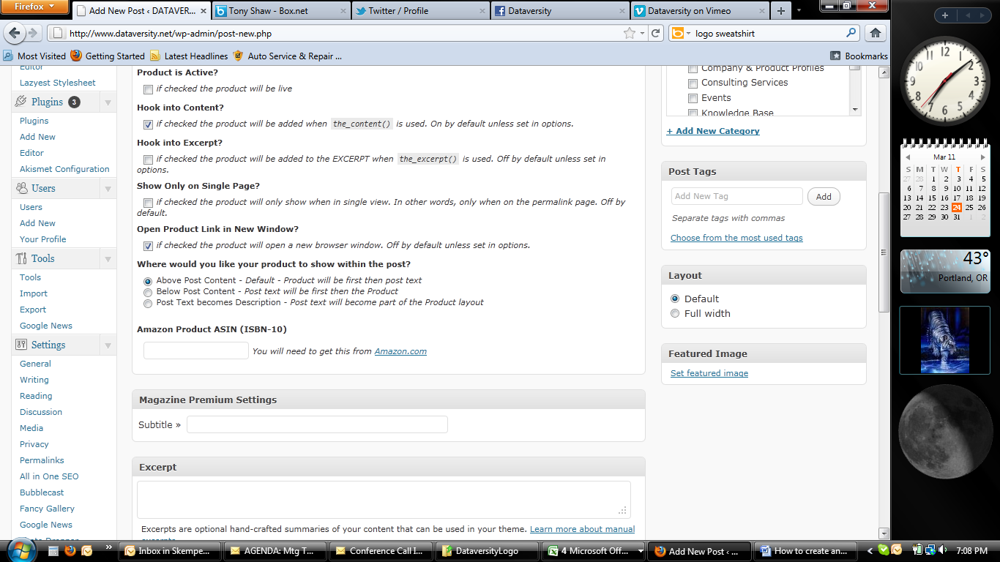 Firefox
Add New Post ‹ DATAVER...
Tony Shaw - Box.net
Twitter / Profile
Dataversity
Dataversity on Vimeo
http://www.dataversity.net/wp-admin/post-new.php
logo sweatshirt
Most Visited
Getting Started
Latest Headlines
Auto Service & Repair ...
Bookmarks
Editor
Lazyest Stylesheet
Plugins 3
Plugins
Add New
Editor
Akismet Configuration
Users
Users
Add New
Your Profile
Tools
Tools
Import
Export
Google News
Settings
General
Writing
Reading
Discussion
Media
Privacy
Permalinks
All in One SEO
Bubblecast
Fancy Gallery
Google News
Product is Active?
if checked the product will be live
Hook into Content?
if checked the product will be added when the_content() is used. On by default unless set in options.
Hook into Excerpt?
if checked the product will be added to the EXCERPT when the_excerpt() is used. Off by default unless set in
options.
Show Only on Single Page?
if checked the product will only show when in single view. In other words, only when on the permalink page. Off by
default.
Open Product Link in New Window?
if checked the product will open a new browser window. Off by default unless set in options.
Where would you like your product to show within the post?
Above Post Content - Default - Product will be first then post text
Below Post Content - Post text will be first then the Product
Post Text becomes Description - Post text will become part of the Product layout
Amazon Product ASIN (ISBN-10)
You will need to get this from Amazon.com
Magazine Premium Settings
Subtitle »
Excerpt
Excerpts are optional hand-crafted summaries of your content that can be used in your theme. Learn more about manual
Company & Product Profiles
Consulting Services
Events
Knowledge Base
+ Add New Category
Post Tags
Add New Tag
Add
Separate tags with commas
Choose from the most used tags
Layout
Default
Full width
Featured Image
Set featured image
12
1
2
3
4
5
6
7
8
9
10
11
Mar 11
S M T W T F S
27 28 1 2 3 4 5
6 7 8 9 10 11 12
13 14 15 16 17 18 19
20 21 22 23 24 25 26
27 28 29 30 31 1 2
43°
Portland, OR
Inbox in Skempe...
AGENDA: Mtg T...
Conference Call I...
DataversityLogo
4 Microsoft Off...
Add New Post ‹ ...
How to create an...
7:08 PM